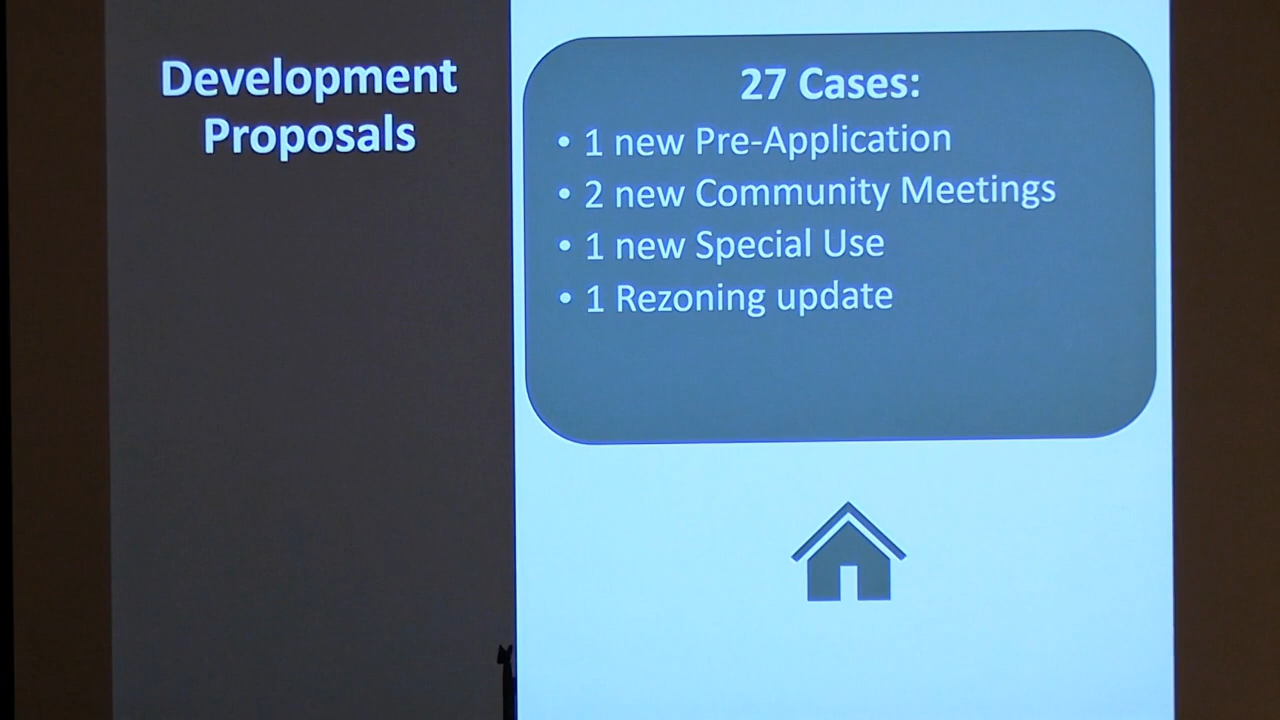 Development
Proposals
27 Cases:
• 1 new Pre-Application
• 2 new Community Meetings
• 1 new Special Use
• 1 Rezoning update